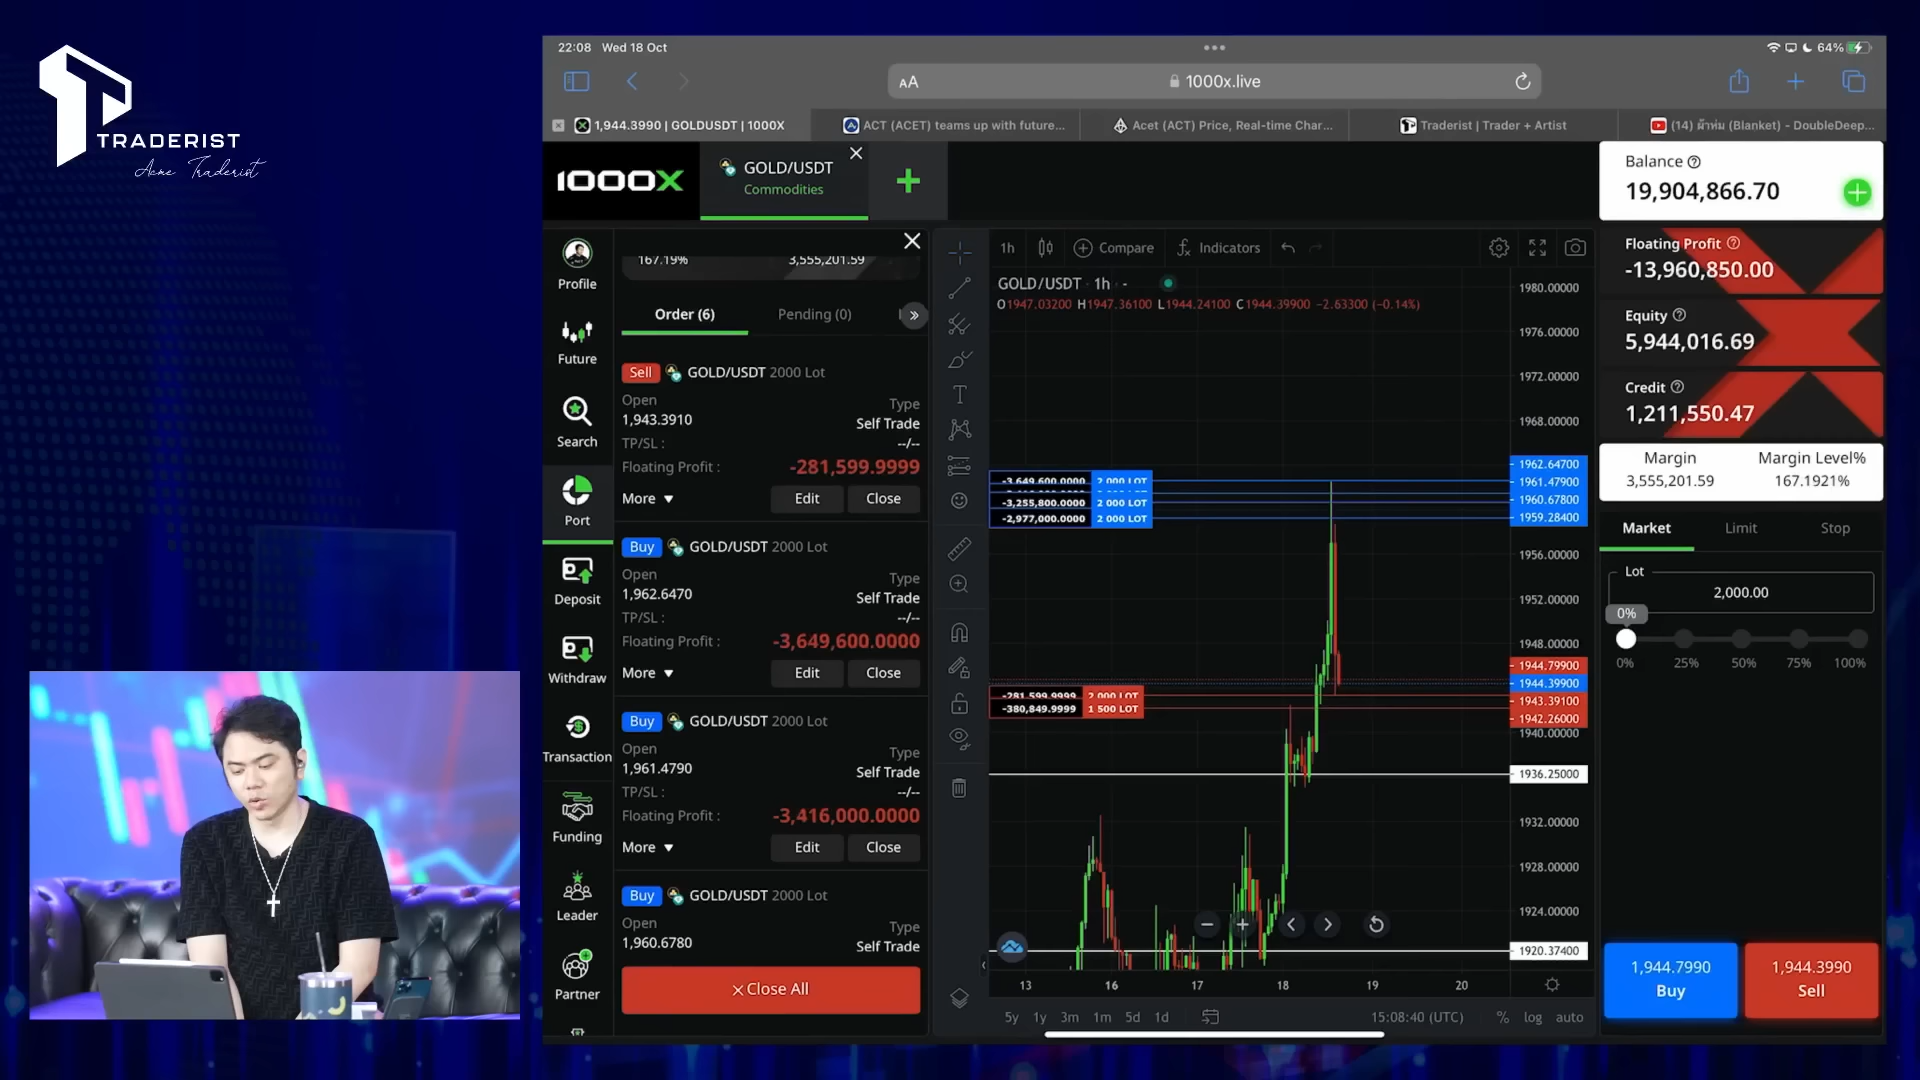 TRADERIST
Acme Traderist
22:08 Wed 18 Oct
64%
AA
1000x.live
1,944.3990 | GOLDUSDT | 1000X
ACT (ACET) teams up with future...
Acet (ACT) Price, Real-time Char...
Traderist | Trader + Artist
(14) ผ้าห่ม (Blanket) - DoubleDeep...
1000X
GOLD/USDT
Commodities
Balance
19,904,866.70
Floating Profit
-13,960,850.00
Equity
5,944,016.69
Credit
1,211,550.47
Margin
3,555,201.59
Margin Level%
167.1921%
Market
Limit
Stop
Lot
2,000.00
0%
0% 25% 50% 75% 100%
1,944.7990
Buy
1,944.3990
Sell
Profile
Future
Search
Port
Deposit
Withdraw
Transaction
Funding
Leader
Partner
167.19% 3,555,201.59
Order (6)
Pending (0)
Sell GOLD/USDT 2000 Lot
Open Type
1,943.3910 Self Trade
TP/SL : --/--
Floating Profit : -281,599.9999
More Edit Close
Buy GOLD/USDT 2000 Lot
Open Type
1,962.6470 Self Trade
TP/SL : --/--
Floating Profit : -3,649,600.0000
More Edit Close
Buy GOLD/USDT 2000 Lot
Open Type
1,961.4790 Self Trade
TP/SL : --/--
Floating Profit : -3,416,000.0000
More Edit Close
Buy GOLD/USDT 2000 Lot
Open Type
1,960.6780 Self Trade
Close All
1h
Compare
Indicators
GOLD/USDT · 1h · -
O1947.03200 H1947.36100 L1944.24100 C1944.39900 −2.63300 (−0.14%)
-3,649,600.0000 2 000 LOT
-3,255,800.0000 2 000 LOT
-2,977,000.0000 2 000 LOT
-281,599.9999 2 000 LOT
-380,849.9999 1 500 LOT
1980.00000
1976.00000
1972.00000
1968.00000
1962.64700
1961.47900
1960.67800
1959.28400
1956.00000
1952.00000
1948.00000
1944.79900
1944.39900
1943.39100
1942.26000
1940.00000
1936.25000
1932.00000
1928.00000
1924.00000
1920.37400
13 16 17 18 19 20
5y 1y 3m 1m 5d 1d
15:08:40 (UTC)
% log auto